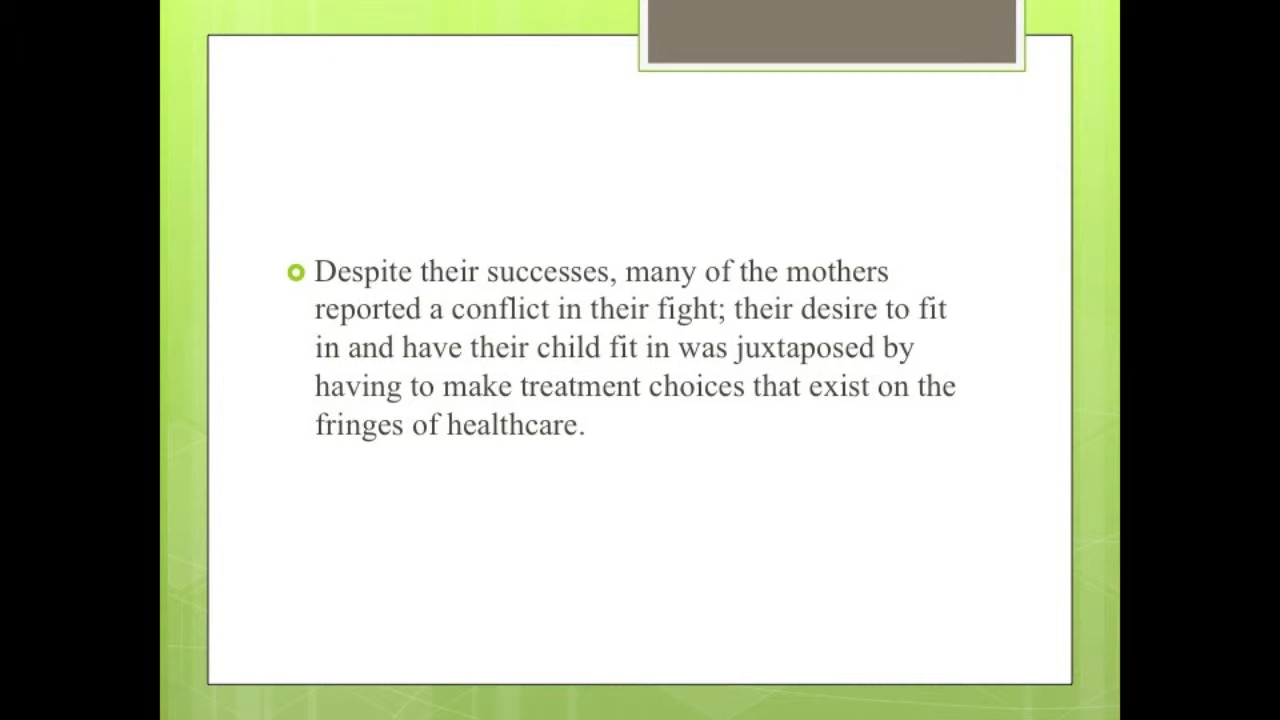 Despite their successes, many of the mothers
reported a conflict in their fight; their desire to fit
in and have their child fit in was juxtaposed by
having to make treatment choices that exist on the
fringes of healthcare.